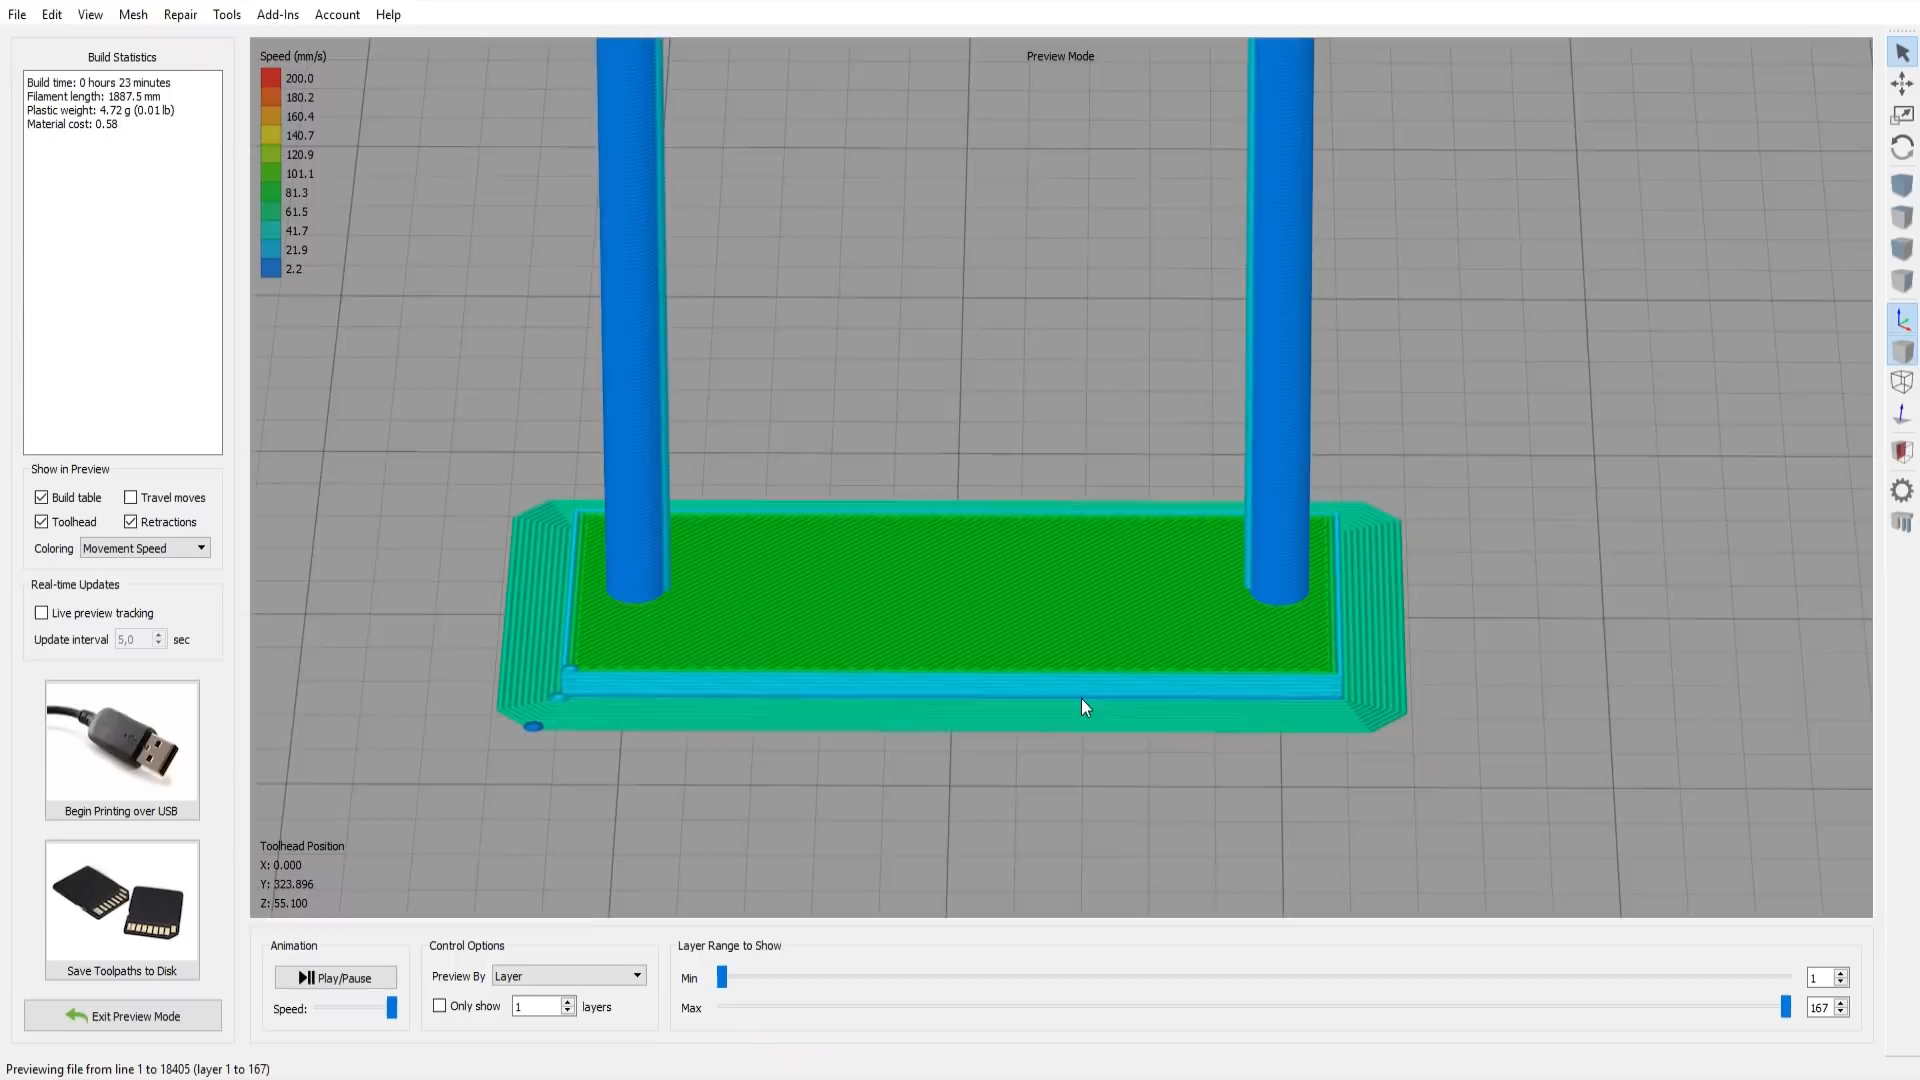 File Edit View Mesh Repair Tools Add-Ins Account Help
Build Statistics
Build time: 0 hours 23 minutes
Filament length: 1887.5 mm
Plastic weight: 4.72 g (0.01 lb)
Material cost: 0.58
Show in Preview
Build table Travel moves
Toolhead Retractions
Coloring Movement Speed
Real-time Updates
Live preview tracking
Update interval 5,0 sec
Begin Printing over USB
Save Toolpaths to Disk
Exit Preview Mode
Speed (mm/s)
200.0
180.2
160.4
140.7
120.9
101.1
81.3
61.5
41.7
21.9
2.2
Preview Mode
Toolhead Position
X: 0.000
Y: 323.896
Z: 55.100
Animation
Play/Pause
Speed:
Control Options
Preview By Layer
Only show 1 layers
Layer Range to Show
Min 1
Max 167
Previewing file from line 1 to 18405 (layer 1 to 167)